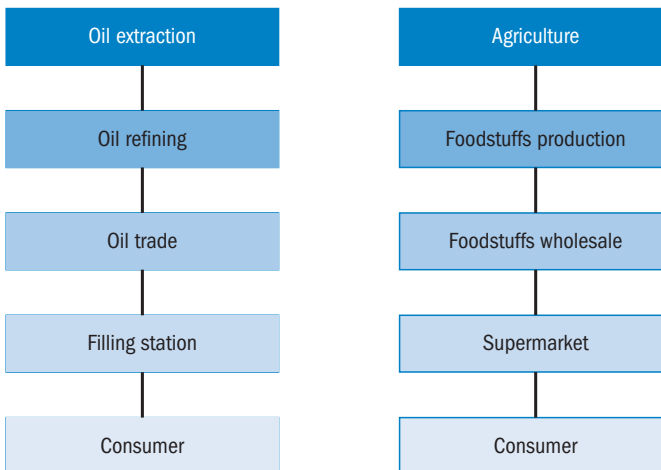 Oil extraction
Oil refining
Oil trade
Filling station
Consumer
Agriculture
Foodstuffs production
Foodstuffs wholesale
Supermarket
Consumer